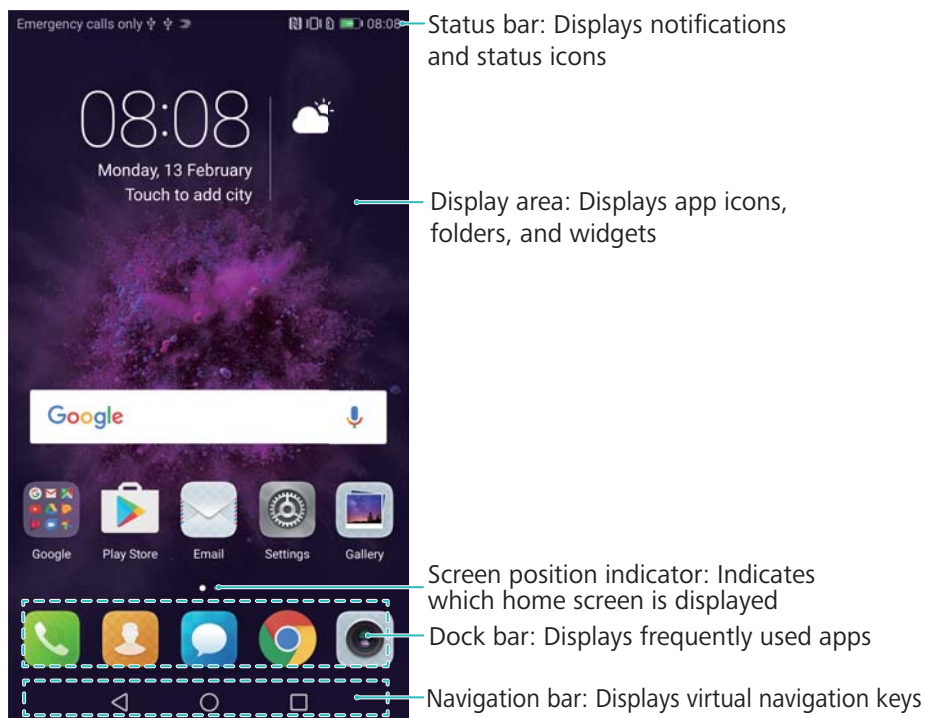 Emergency calls only
08:08
Status bar: Displays notifications
and status icons
08:08
Monday, 13 February
Touch to add city
Display area: Displays app icons,
folders, and widgets
Google
Google
Play Store
Email
Settings
Gallery
Screen position indicator: Indicates
which home screen is displayed
Dock bar: Displays frequently used apps
Navigation bar: Displays virtual navigation keys